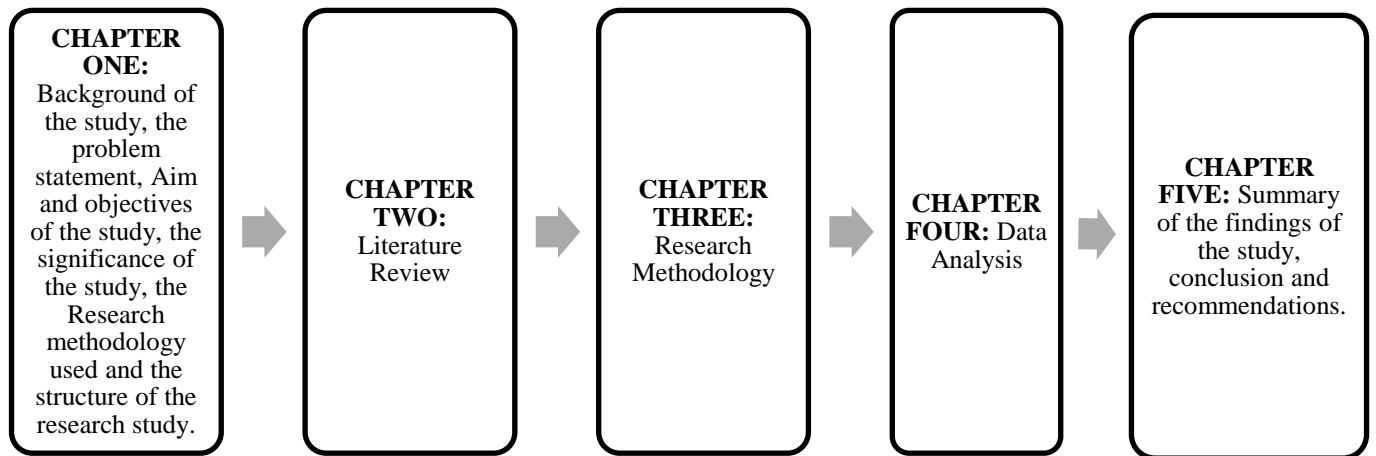 CHAPTER
ONE:
Background of
the study, the
problem
statement, Aim
and objectives
of the study, the
significance of
the study, the
Research
methodology
used and the
structure of the
research study.
CHAPTER
TWO:
Literature
Review
CHAPTER
THREE:
Research
Methodology
CHAPTER
FOUR: Data
Analysis
CHAPTER
FIVE: Summary
of the findings of
the study,
conclusion and
recommendations.